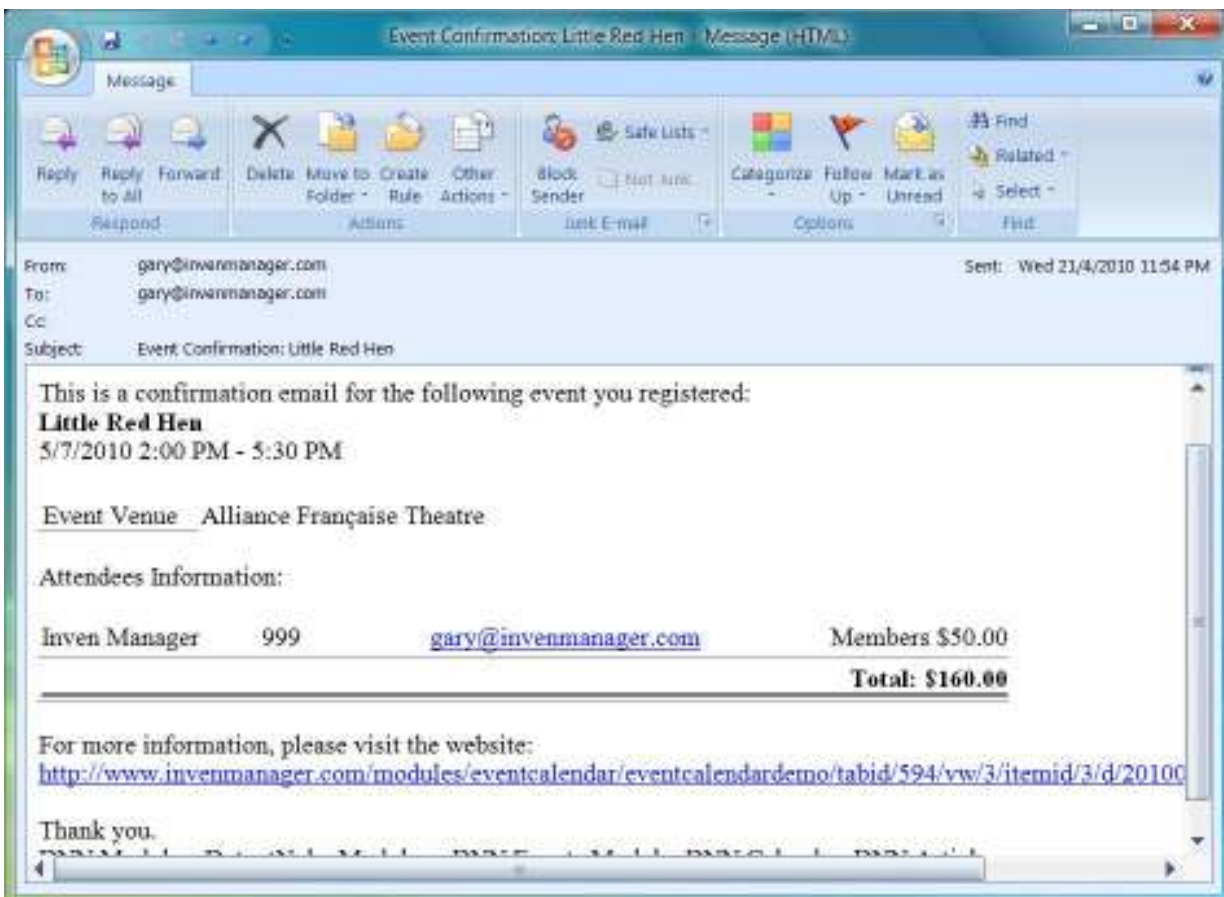 Event Confirmation: Little Red Hen - Message (HTML)
Message
Reply
Reply to All
Forward
Delete
Move to Folder
Create Rule
Other Actions
Block Sender
Safe Lists
Not Junk
Categorize
Follow Up
Mark as Unread
Find
Related
Select
Respond
Actions
Junk E-mail
Options
Find
From: gary@invenmanager.com
Sent: Wed 21/4/2010 11:54 PM
To: gary@invenmanager.com
Cc:
Subject: Event Confirmation: Little Red Hen
This is a confirmation email for the following event you registered:
Little Red Hen
5/7/2010 2:00 PM - 5:30 PM
Event Venue Alliance Française Theatre
Attendees Information:
Inven Manager 999 gary@invenmanager.com Members $50.00
Total: $160.00
For more information, please visit the website:
http://www.invenmanager.com/modules/eventcalendar/eventcalendardemo/tabid/594/vw/3/itemid/3/d/20100
Thank you.